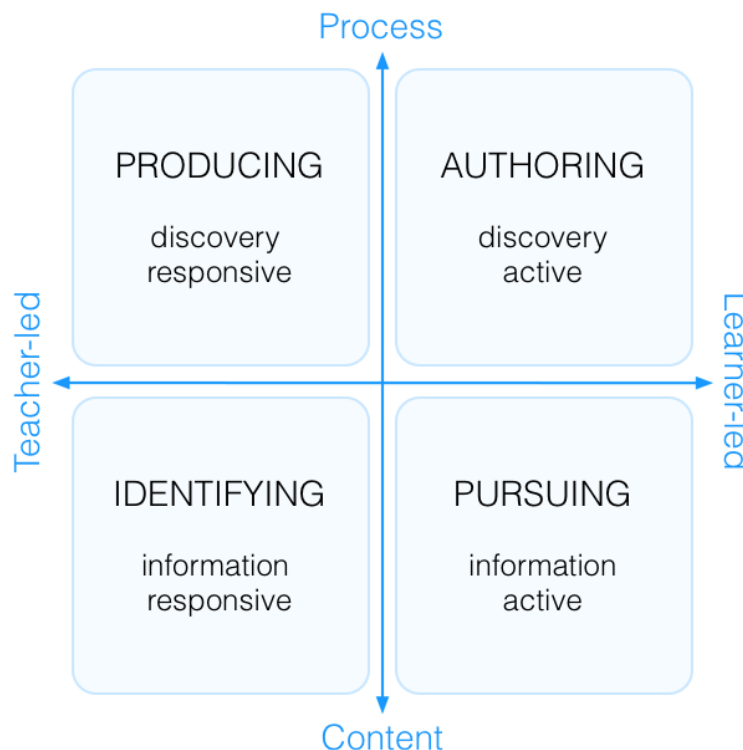 Process
PRODUCING
discovery
responsive
AUTHORING
discovery
active
Teacher-led
Learner-led
IDENTIFYING
information
responsive
PURSUING
information
active
Content